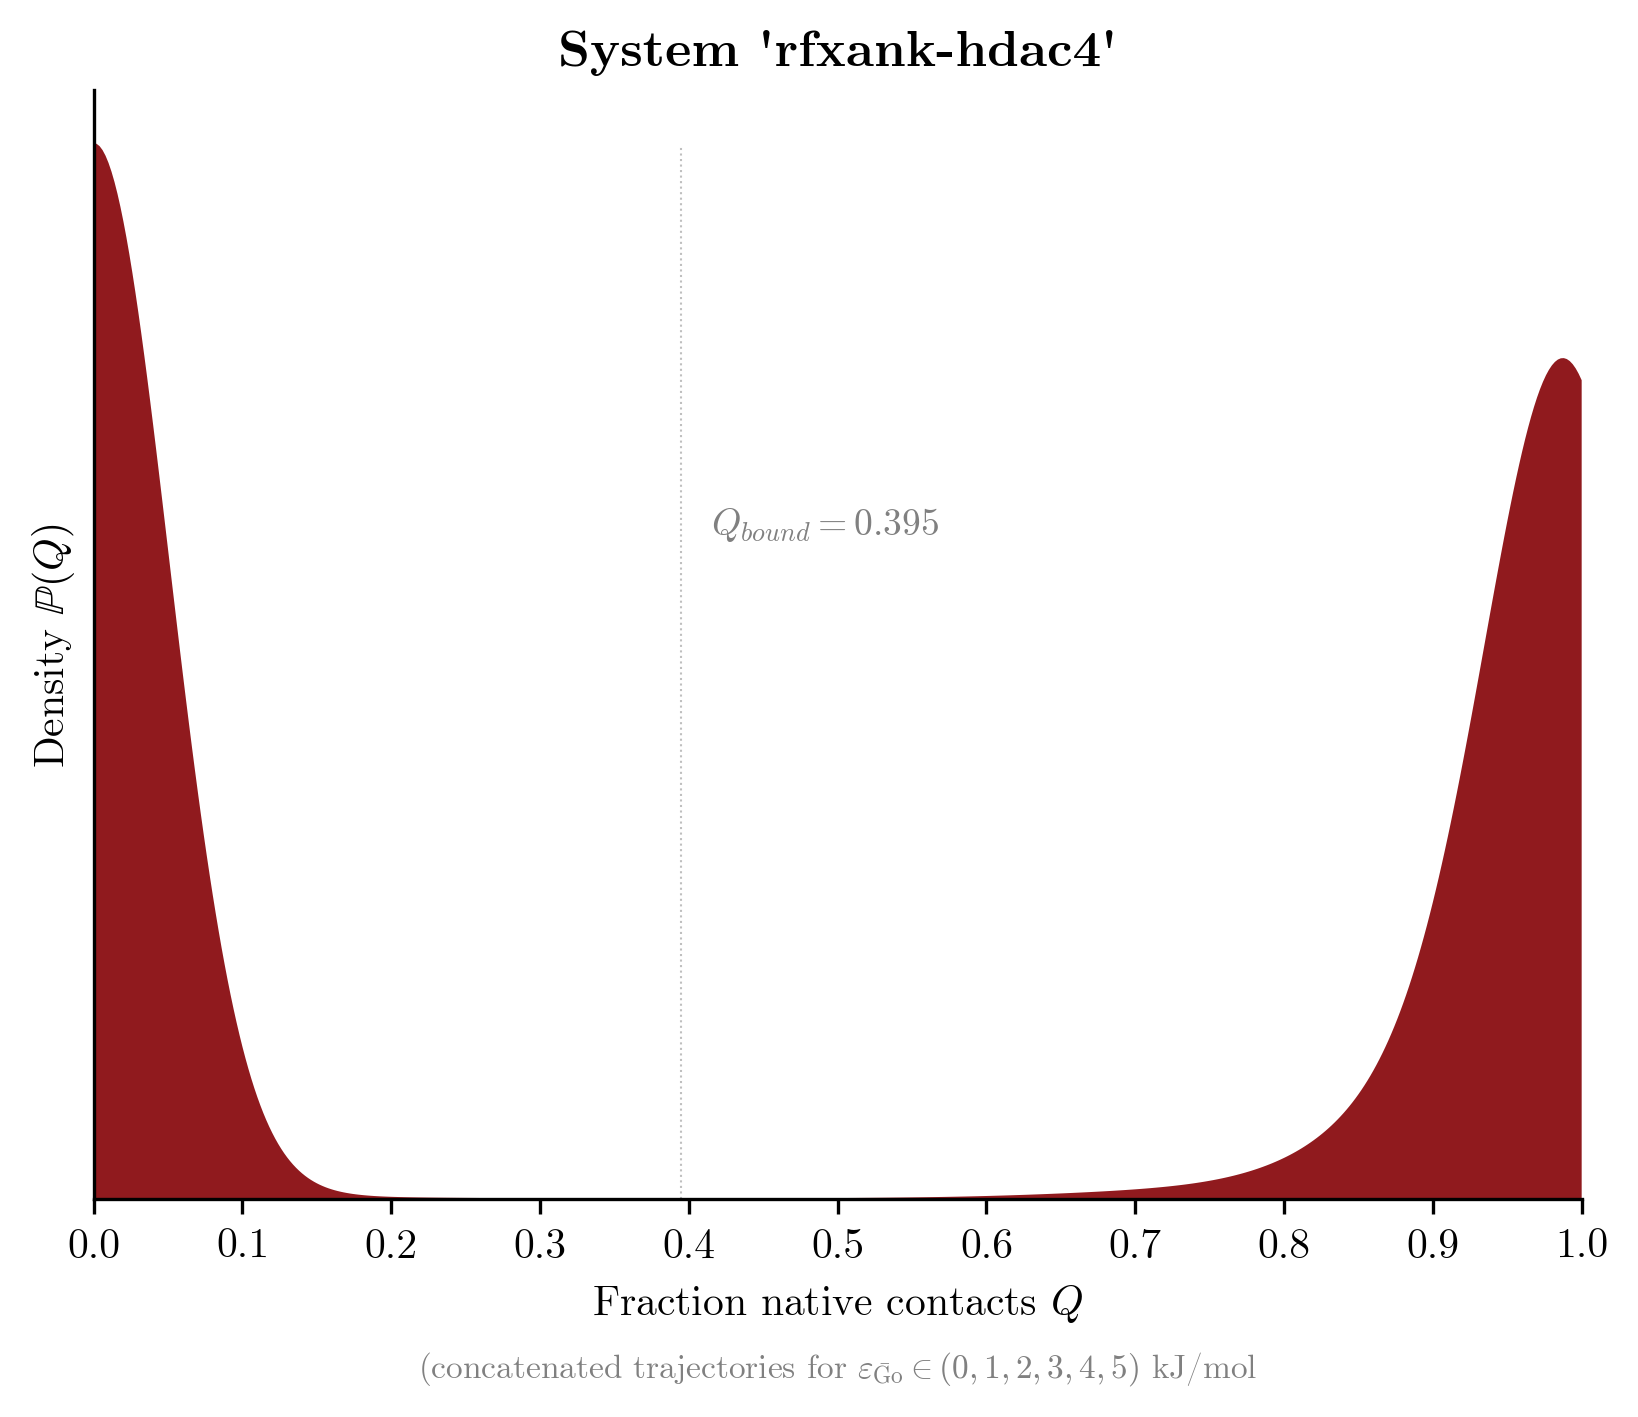 System 'rfxank-hdac4'
Density ℙ(Q)
Q_bound = 0.395
0.0 0.1 0.2 0.3 0.4 0.5 0.6 0.7 0.8 0.9 1.0
Fraction native contacts Q
(concatenated trajectories for ε_Ḡo ∈ (0, 1, 2, 3, 4, 5) kJ/mol